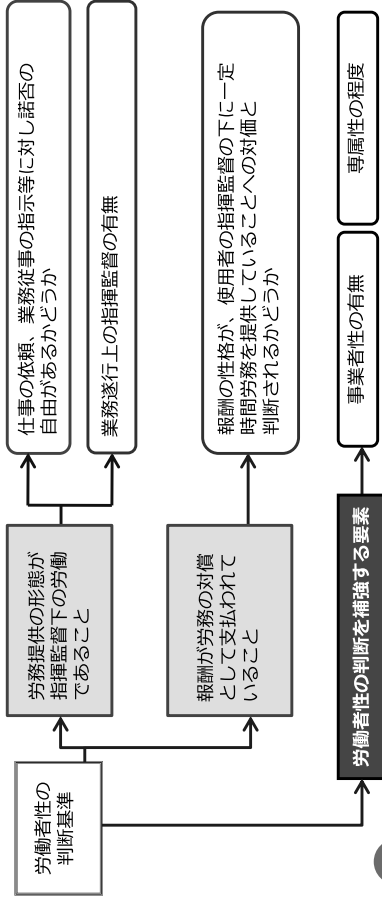 労働者性の
判断基準
労務提供の形態が
指揮監督下の労働
であること
仕事の依頼、業務従事の指示等に対し諾否の
自由があるかどうか
業務遂行上の指揮監督の有無
報酬が労務の対償
として支払われて
いること
報酬の性格が、使用者の指揮監督の下に一定
時間労務を提供していることへの対価と
判断されるかどうか
労働者性の判断を補強する要素
事業者性の有無
専属性の程度